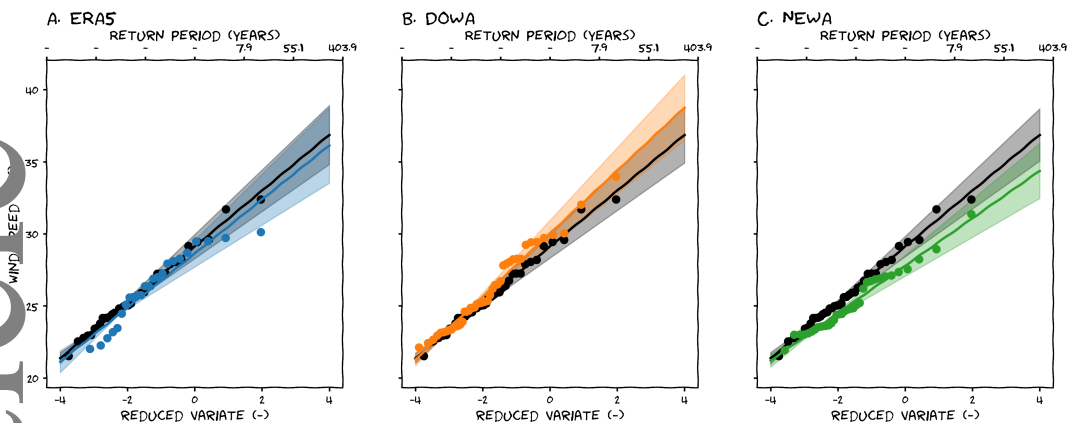 A. ERA5
B. DOWA
C. NEWA
RETURN PERIOD (YEARS)
RETURN PERIOD (YEARS)
RETURN PERIOD (YEARS)
- - - - 7.9 55.1 403.9
- - - - 7.9 55.1 403.9
- - - - 7.9 55.1 403.9
40
35
30
25
20
WIND
-4 -2 0 2 4
-4 -2 0 2 4
-4 -2 0 2 4
REDUCED VARIATE (-)
REDUCED VARIATE (-)
REDUCED VARIATE (-)